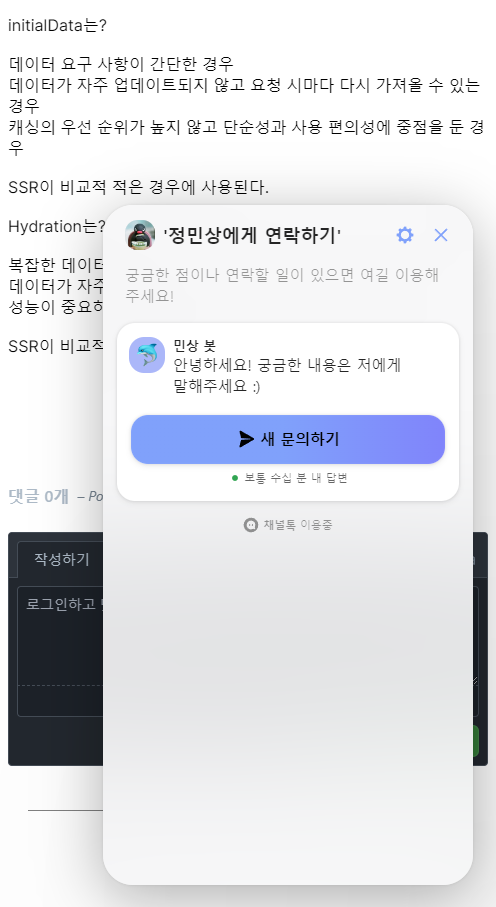 initialData는?
데이터 요구 사항이 간단한 경우
데이터가 자주 업데이트되지 않고 요청 시마다 다시 가져올 수 있는
경우
캐싱의 우선 순위가 높지 않고 단순성과 사용 편의성에 중점을 둔 경
우
SSR이 비교적 적은 경우에 사용된다.
Hydration는?
복잡한 데이터
데이터가 자주
성능이 중요하
SSR이 비교적
'정민상에게 연락하기'
궁금한 점이나 연락할 일이 있으면 여길 이용해
주세요!
민상 봇
안녕하세요! 궁금한 내용은 저에게
말해주세요 :)
새 문의하기
보통 수십 분 내 답변
채널톡 이용중
댓글 0개 – Po
작성하기
로그인하고